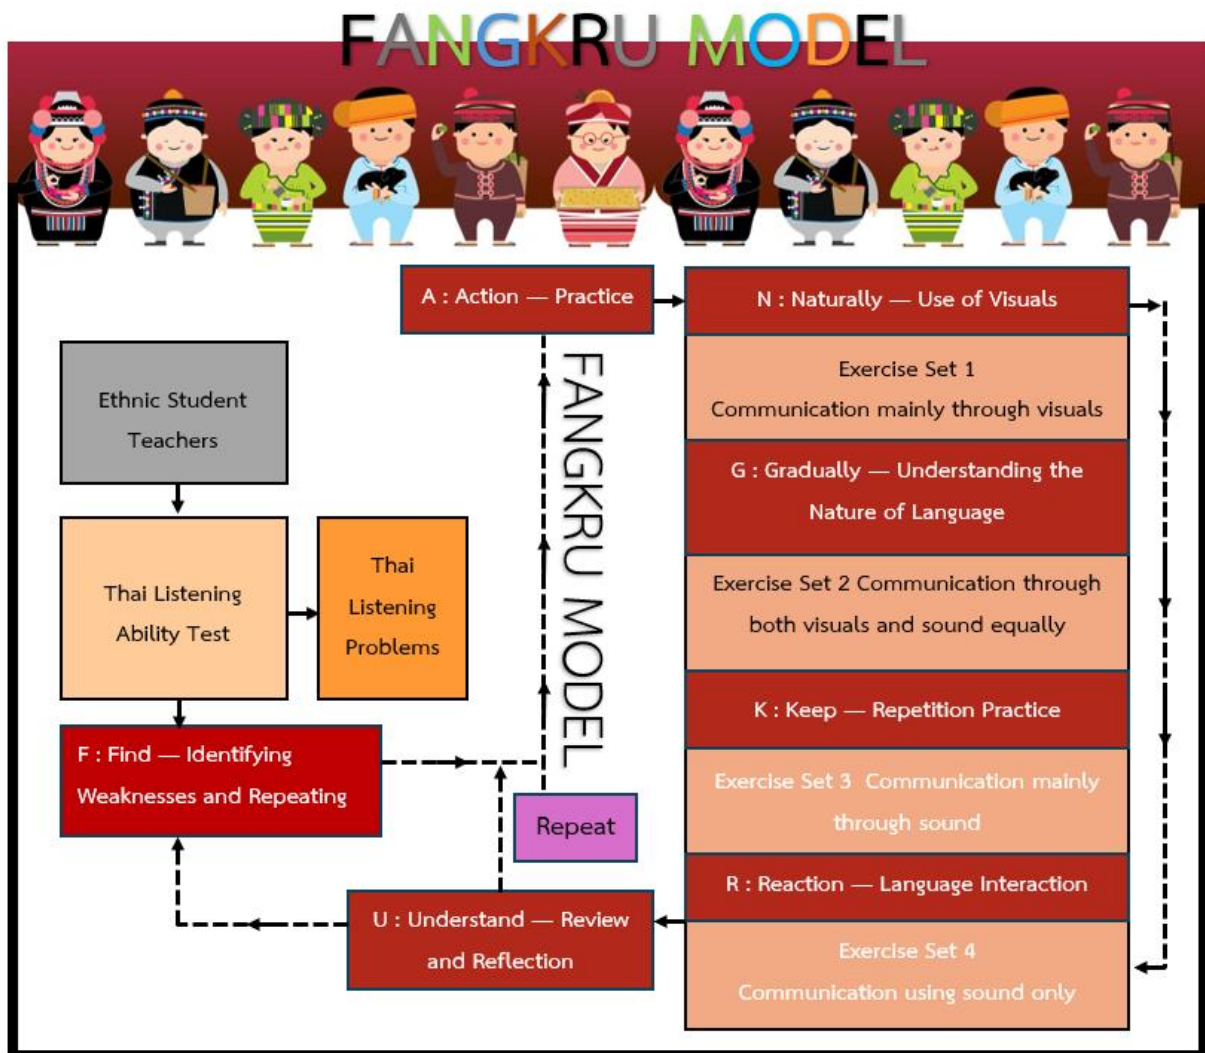 FANGKRU MODEL
A : Action — Practice
N : Naturally — Use of Visuals
Exercise Set 1
Communication mainly through visuals
G : Gradually — Understanding the
Nature of Language
Exercise Set 2 Communication through
both visuals and sound equally
K : Keep — Repetition Practice
Exercise Set 3  Communication mainly
through sound
R : Reaction — Language Interaction
Exercise Set 4
Communication using sound only
FANGKRU MODEL
Ethnic Student
Teachers
Thai Listening
Ability Test
Thai
Listening
Problems
F : Find — Identifying
Weaknesses and Repeating
Repeat
U : Understand — Review
and Reflection